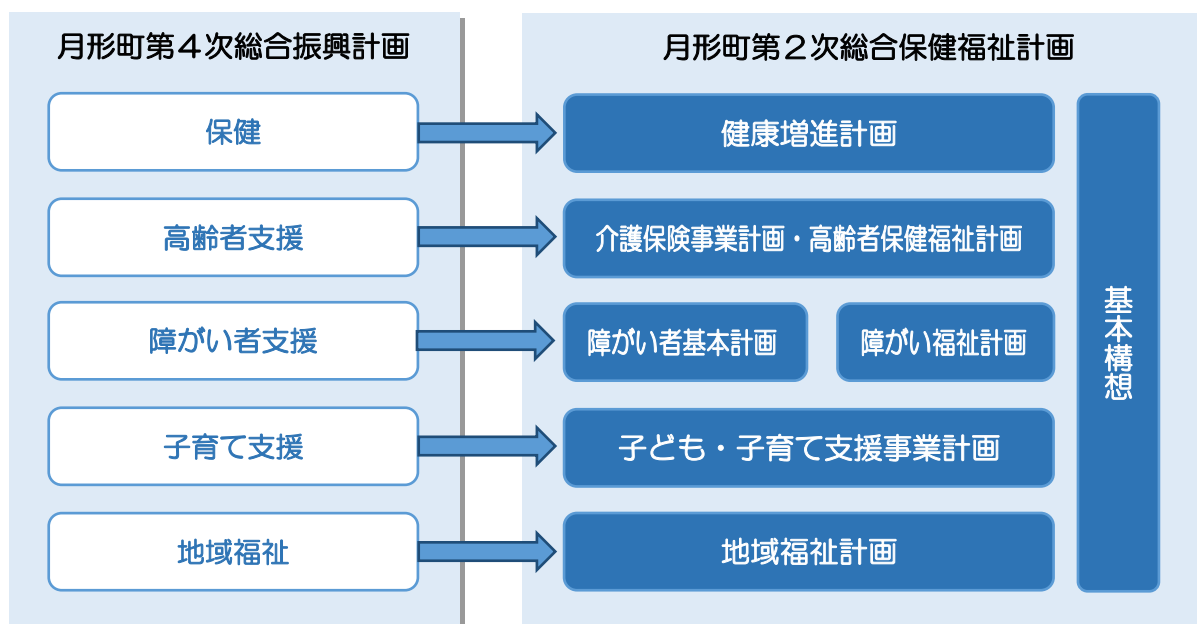 月形町第４次総合振興計画
保健
高齢者支援
障がい者支援
子育て支援
地域福祉
月形町第２次総合保健福祉計画
健康増進計画
介護保険事業計画・高齢者保健福祉計画
障がい者基本計画
障がい福祉計画
子ども・子育て支援事業計画
地域福祉計画
基本構想